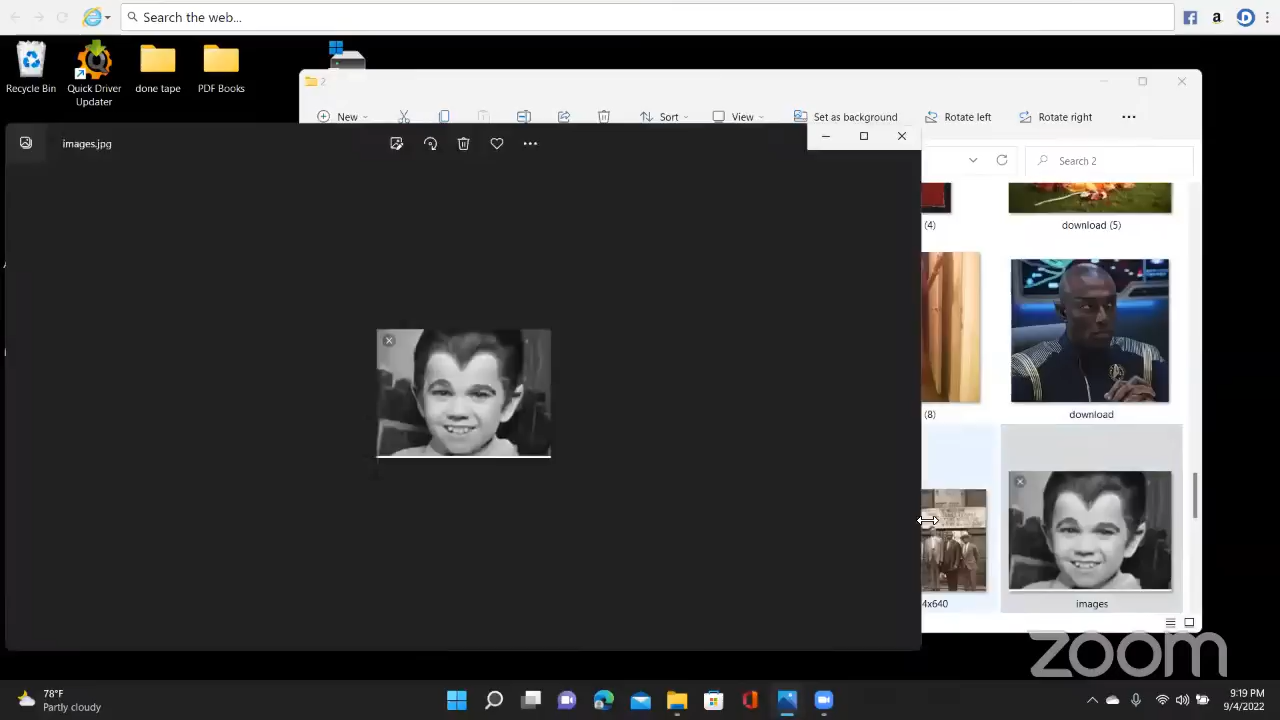 Search the web...
Recycle Bin
Quick Driver
Updater
done tape
PDF Books
2
New
Sort
View
Set as background
Rotate left
Rotate right
images.jpg
Search 2
(4)
download (5)
(8)
download
4x640
images
zoom
78°F
Partly cloudy
9:19 PM
9/4/2022